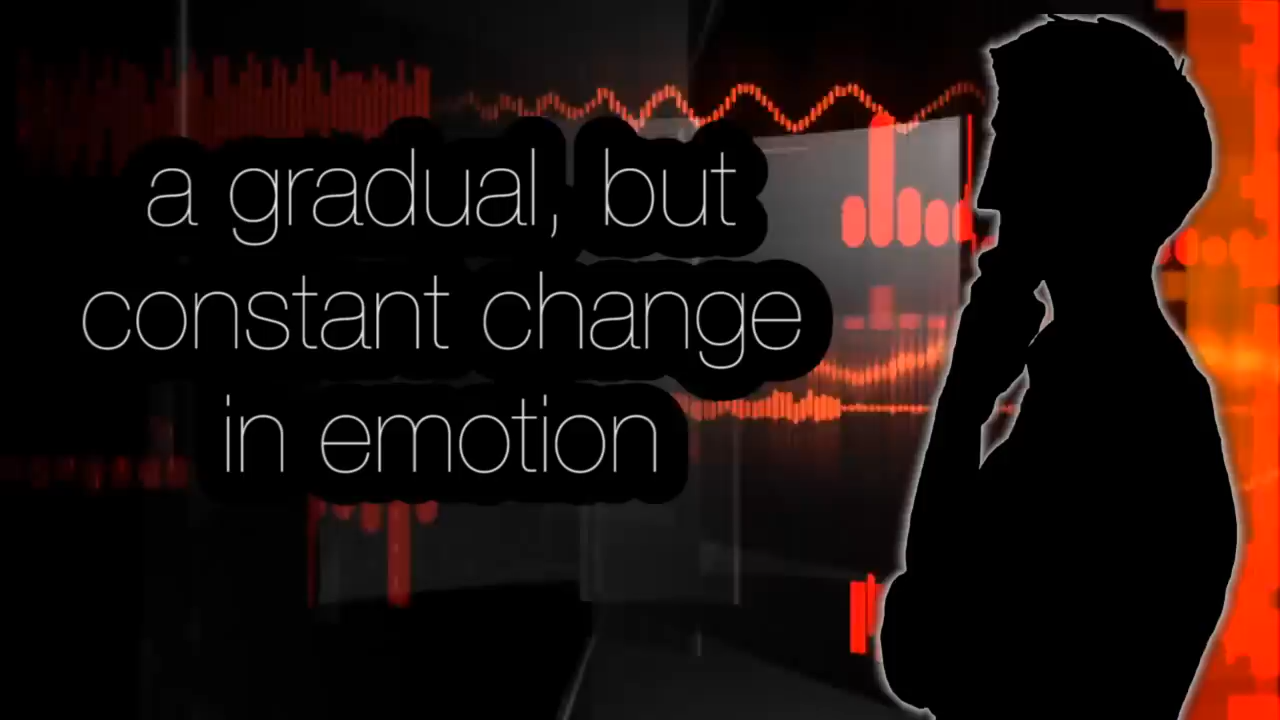 a gradual, but
constant change
in emotion